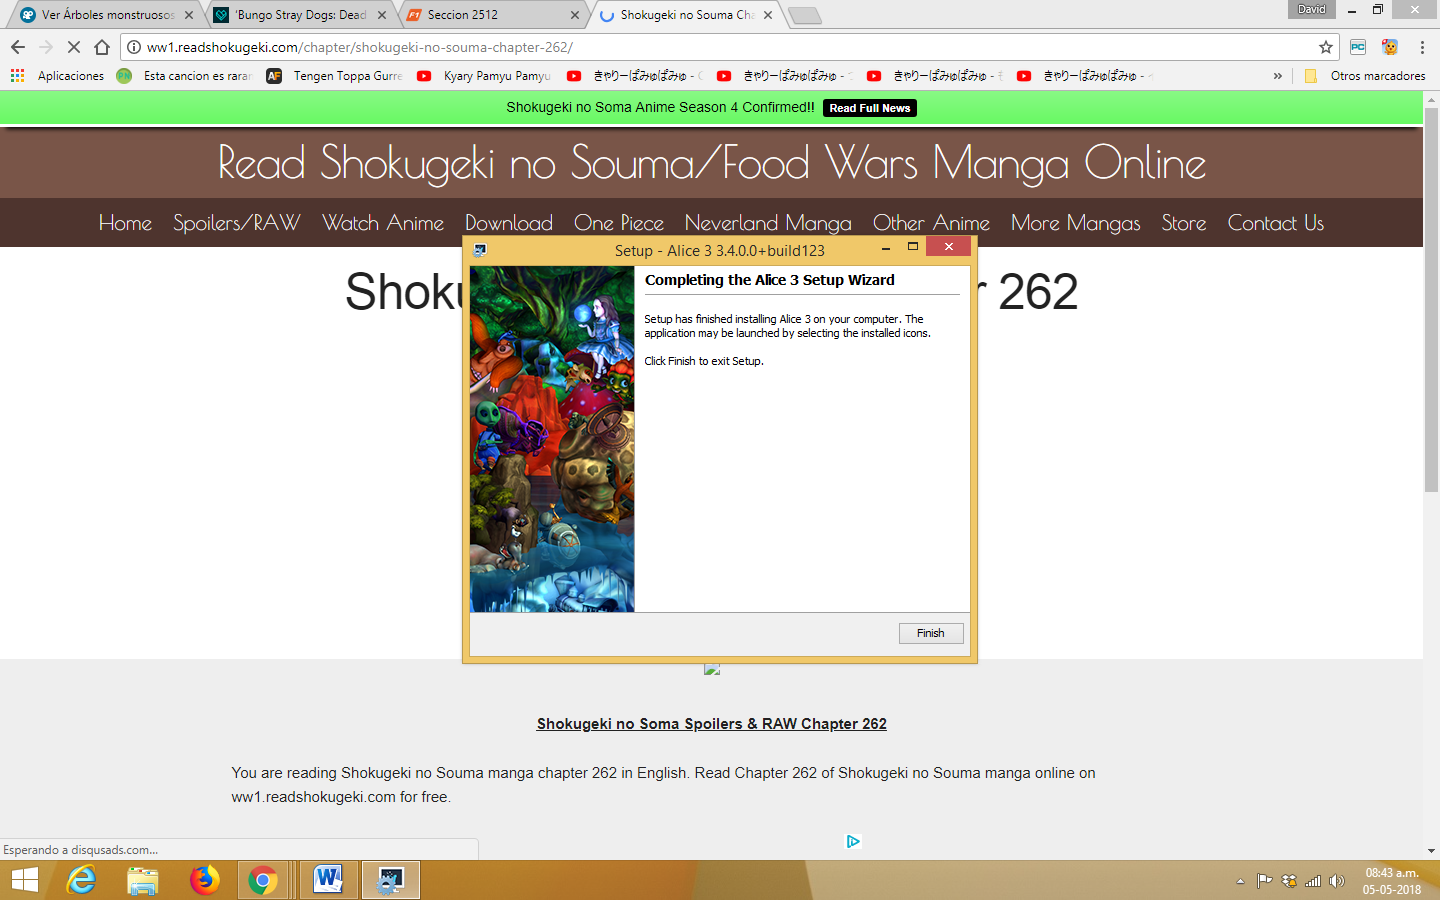 Ver Árboles monstruosos
'Bungo Stray Dogs: Dead
Seccion 2512
Shokugeki no Souma Cha
David
ww1.readshokugeki.com/chapter/shokugeki-no-souma-chapter-262/
Aplicaciones
Esta cancion es raran
Tengen Toppa Gurre
Kyary Pamyu Pamyu
きゃりーぱみゅぱみゅ -
きゃりーぱみゅぱみゅ -
きゃりーぱみゅぱみゅ -
きゃりーぱみゅぱみゅ -
»
Otros marcadores
Shokugeki no Soma Anime Season 4 Confirmed!! Read Full News
Read Shokugeki no Souma/Food Wars Manga Online
Home Spoilers/RAW Watch Anime Download One Piece Neverland Manga Other Anime More Mangas Store Contact Us
Shoku
262
Setup - Alice 3 3.4.0.0+build123
Completing the Alice 3 Setup Wizard
Setup has finished installing Alice 3 on your computer. The
application may be launched by selecting the installed icons.
Click Finish to exit Setup.
Finish
Shokugeki no Soma Spoilers & RAW Chapter 262
You are reading Shokugeki no Souma manga chapter 262 in English. Read Chapter 262 of Shokugeki no Souma manga online on
ww1.readshokugeki.com for free.
Esperando a disqusads.com...
08:43 a.m.
05-05-2018